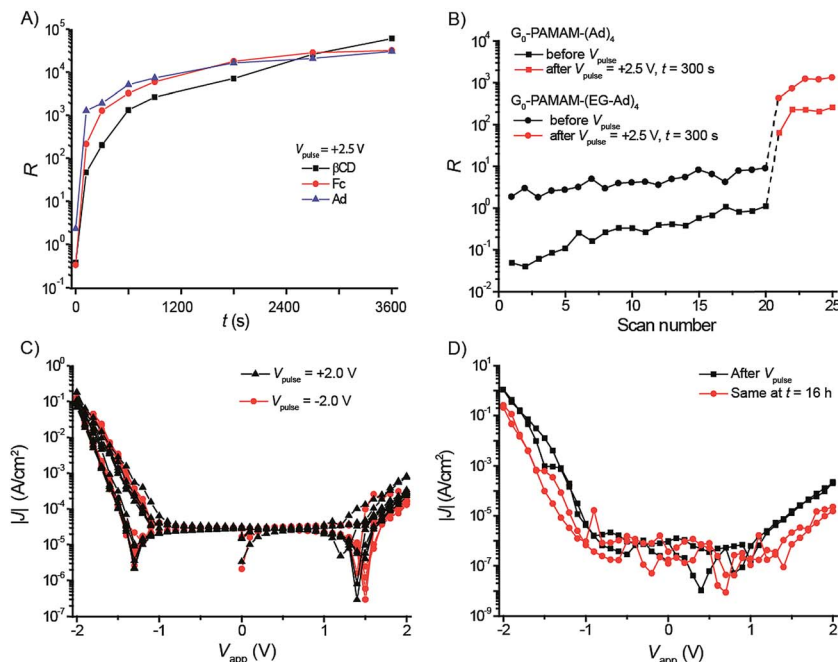 A)
10^5
10^4
10^3
10^2
10^1
10^0
10^-1
R
V_pulse = +2.5 V
βCD
Fc
Ad
0 1200 2400 3600
t (s)
B)
G_0-PAMAM-(Ad)_4
before V_pulse
after V_pulse = +2.5 V, t = 300 s
G_0-PAMAM-(EG-Ad)_4
before V_pulse
after V_pulse = +2.5 V, t = 300 s
10^4
10^3
10^2
10^1
10^0
10^-1
10^-2
R
0 5 10 15 20 25
Scan number
C)
10^0
10^-1
10^-2
10^-3
10^-4
10^-5
10^-6
10^-7
|J| (A/cm²)
V_pulse = +2.0 V
V_pulse = -2.0 V
-2 -1 0 1 2
V_app (V)
D)
10^1
10^-1
10^-3
10^-5
10^-7
10^-9
|J| (A/cm²)
After V_pulse
Same at t = 16 h
-2 -1 0 1 2
V_app (V)